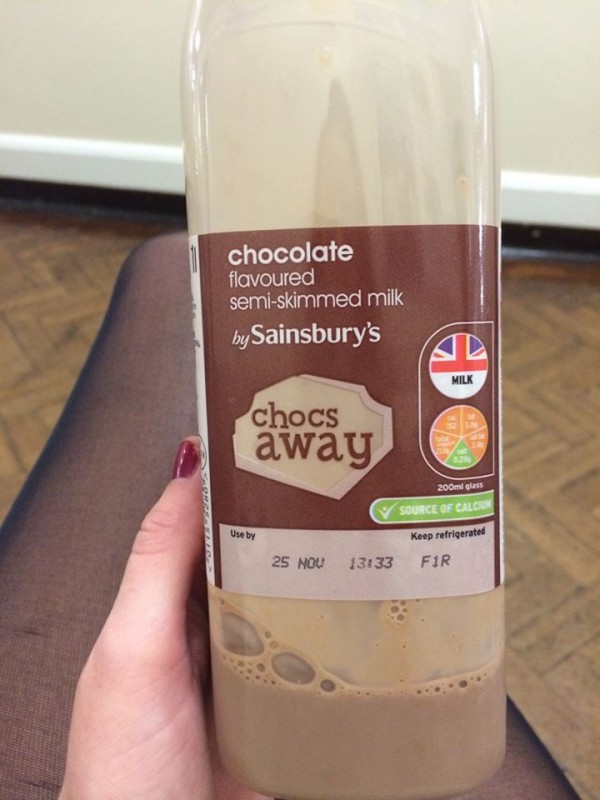 chocolate
flavoured
semi-skimmed milk
by Sainsbury's
MILK
chocs
away
200ml glass
SOURCE OF CALCIUM
Use by
Keep refrigerated
25 NOV 13:33 F1R